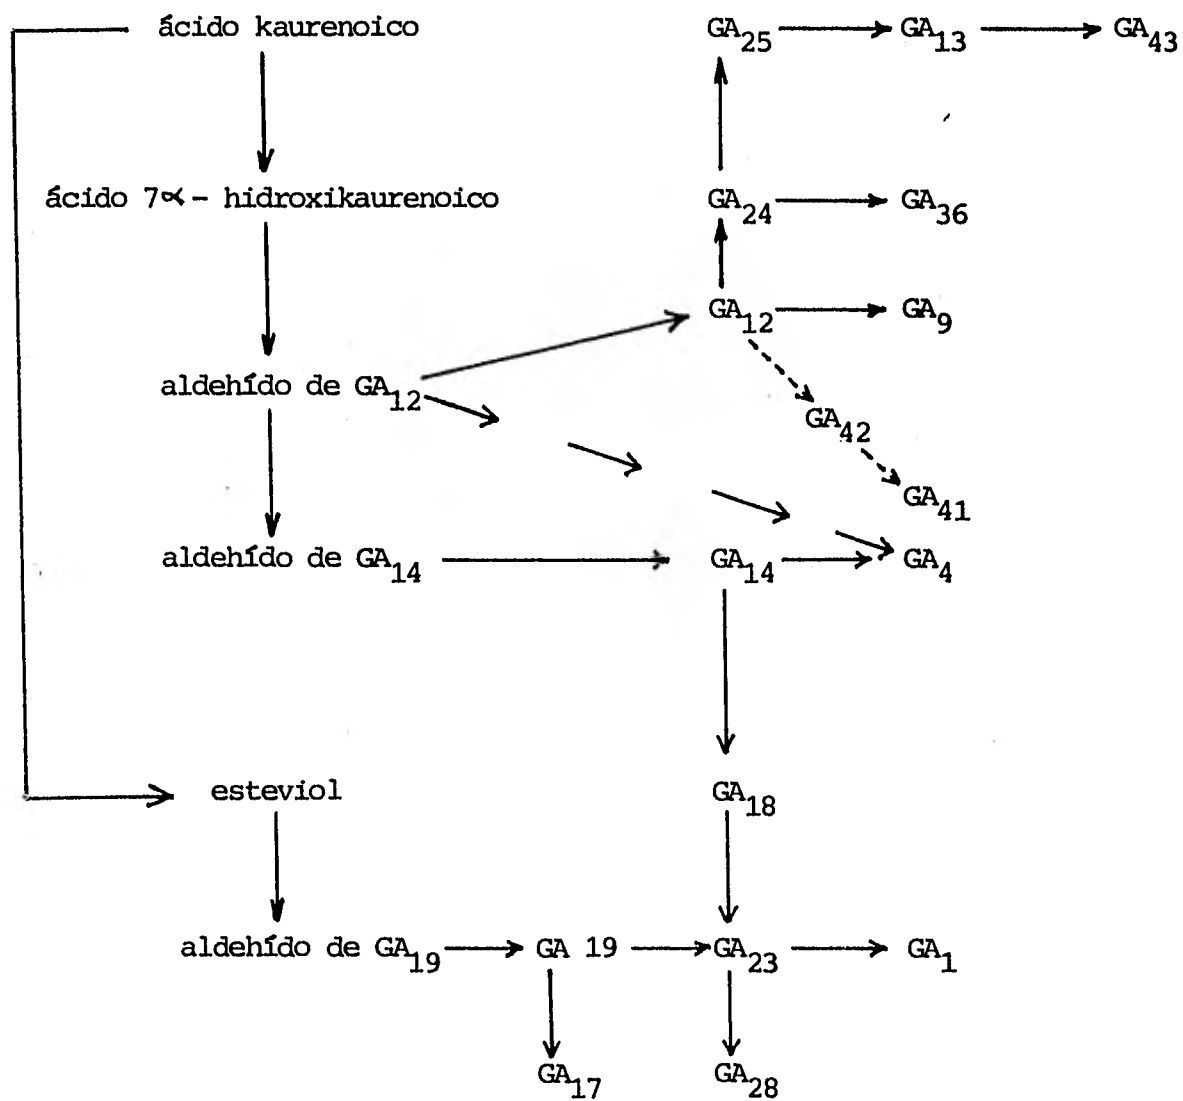 ácido kaurenoico
GA25 GA13 GA43
ácido 7∝- hidroxikaurenoico
GA24 GA36
GA12 GA9
aldehído de GA12
GA42
GA41
aldehído de GA14 GA14 GA4
esteviol GA18
aldehído de GA19 GA 19 GA23 GA1
GA17 GA28